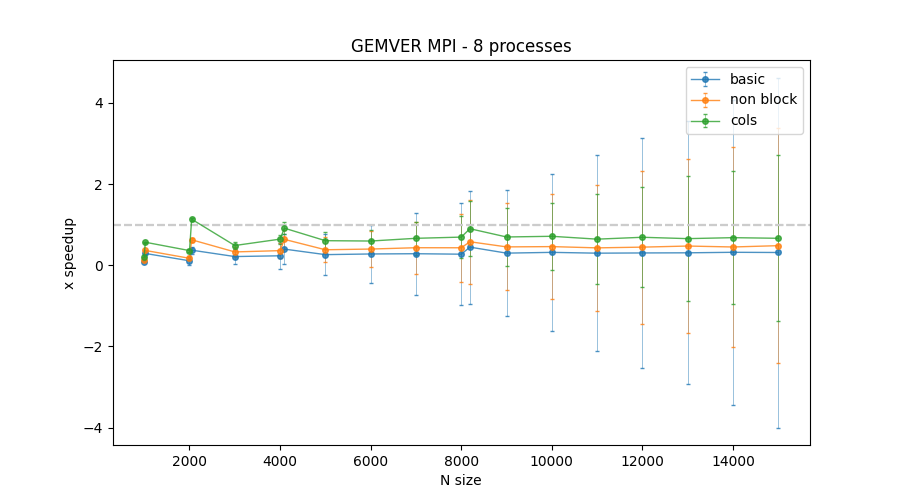 GEMVER MPI - 8 processes
basic
non block
cols
x speedup
4
2
0
−2
−4
2000 4000 6000 8000 10000 12000 14000
N size